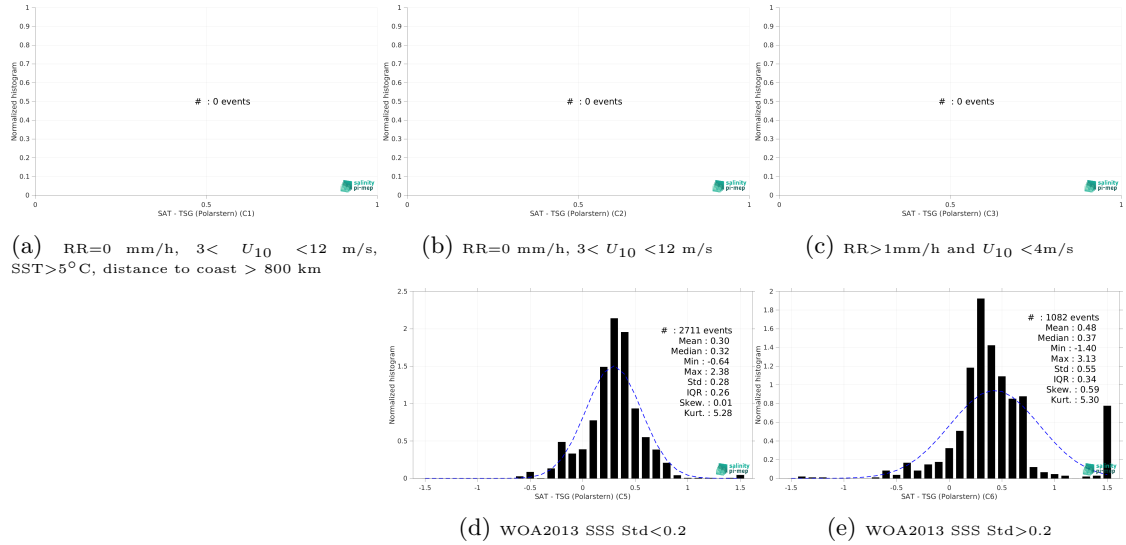 1
0.9
0.8
0.7
0.6
0.5
0.4
0.3
0.2
0.1
0
Normalized histogram
# : 0 events
0 0.5 1
SAT - TSG (Polarstern) (C1)
salinity
pi-mep
1
0.9
0.8
0.7
0.6
0.5
0.4
0.3
0.2
0.1
0
Normalized histogram
# : 0 events
0 0.5 1
SAT - TSG (Polarstern) (C2)
salinity
pi-mep
1
0.9
0.8
0.7
0.6
0.5
0.4
0.3
0.2
0.1
0
Normalized histogram
# : 0 events
0 0.5 1
SAT - TSG (Polarstern) (C3)
salinity
pi-mep
(a) RR=0 mm/h, 3< U10 <12 m/s,
SST>5°C, distance to coast > 800 km
(b) RR=0 mm/h, 3< U10 <12 m/s
(c) RR>1mm/h and U10 <4m/s
2.5
2
1.5
1
0.5
0
Normalized histogram
# : 2711 events
Mean : 0.30
Median : 0.32
Min : -0.64
Max : 2.38
Std : 0.28
IQR : 0.26
Skew. : 0.01
Kurt. : 5.28
salinity
pi-mep
-1.5 -1 -0.5 0 0.5 1 1.5
SAT - TSG (Polarstern) (C5)
2
1.8
1.6
1.4
1.2
1
0.8
0.6
0.4
0.2
0
Normalized histogram
# : 1082 events
Mean : 0.48
Median : 0.37
Min : -1.40
Max : 3.13
Std : 0.55
IQR : 0.34
Skew. : 0.59
Kurt. : 5.30
salinity
pi-mep
-1.5 -1 -0.5 0 0.5 1 1.5
SAT - TSG (Polarstern) (C6)
(d) WOA2013 SSS Std<0.2
(e) WOA2013 SSS Std>0.2